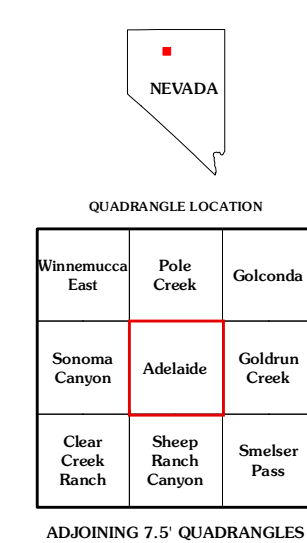 NEVADA
QUADRANGLE LOCATION
Winnemucca
East
Pole
Creek
Golconda
Sonoma
Canyon
Adelaide
Goldrun
Creek
Clear
Creek
Ranch
Sheep
Ranch
Canyon
Smelser
Pass
ADJOINING 7.5' QUADRANGLES